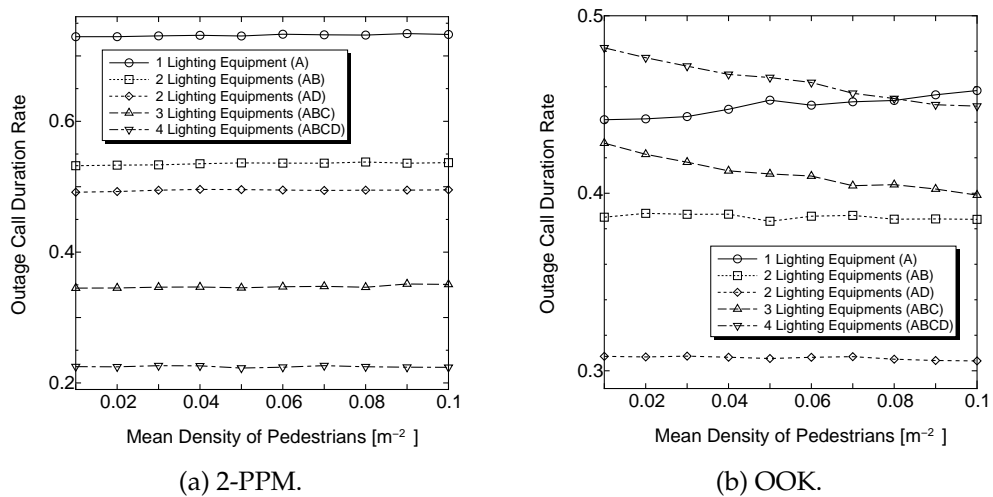 Outage Call Duration Rate
0.6
0.4
0.2
1 Lighting Equipment (A)
2 Lighting Equipments (AB)
2 Lighting Equipments (AD)
3 Lighting Equipments (ABC)
4 Lighting Equipments (ABCD)
0.02 0.04 0.06 0.08 0.1
Mean Density of Pedestrians [m⁻² ]
(a) 2-PPM.
Outage Call Duration Rate
0.5
0.4
0.3
1 Lighting Equipment (A)
2 Lighting Equipments (AB)
2 Lighting Equipments (AD)
3 Lighting Equipments (ABC)
4 Lighting Equipments (ABCD)
0.02 0.04 0.06 0.08 0.1
Mean Density of Pedestrians [m⁻² ]
(b) OOK.